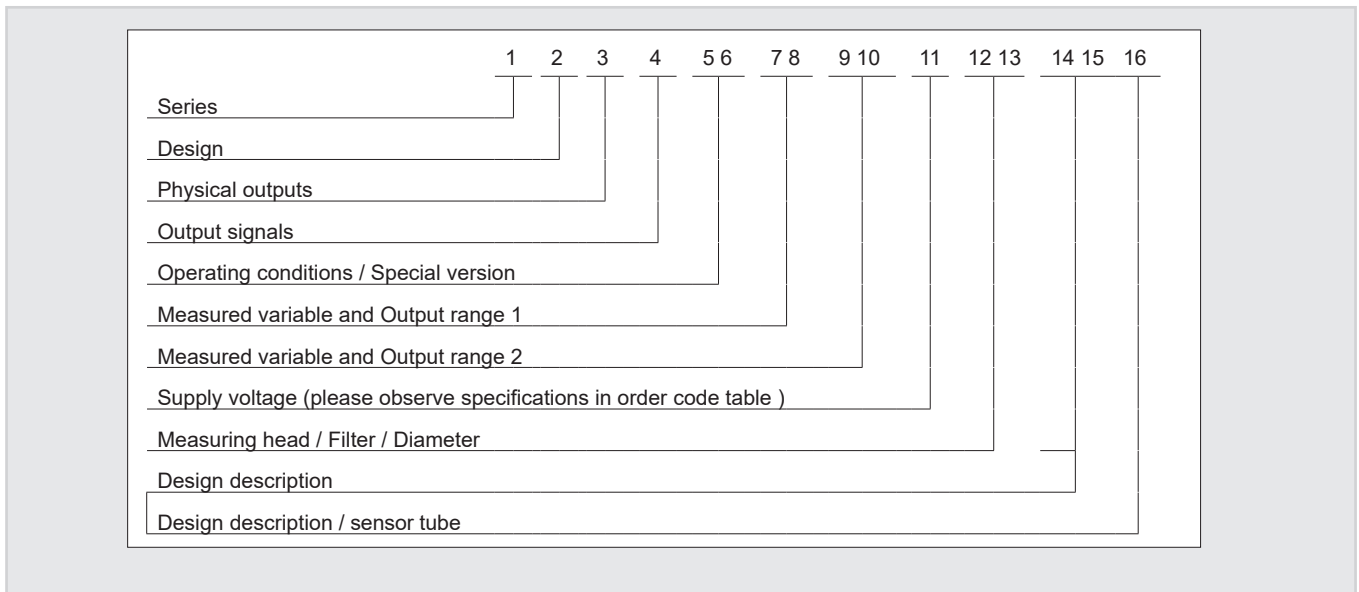 1 2 3 4 5 6 7 8 9 10 11 12 13 14 15 16
Series
Design
Physical outputs
Output signals
Operating conditions / Special version
Measured variable and Output range 1
Measured variable and Output range 2
Supply voltage (please observe specifications in order code table )
Measuring head / Filter / Diameter
Design description
Design description / sensor tube